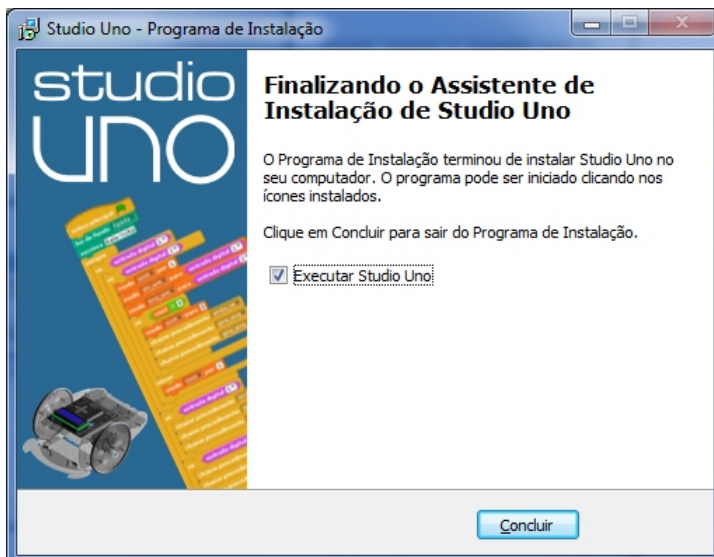 Studio Uno - Programa de Instalação
studio
uno
Finalizando o Assistente de
Instalação de Studio Uno
O Programa de Instalação terminou de instalar Studio Uno no
seu computador. O programa pode ser iniciado clicando nos
ícones instalados.
Clique em Concluir para sair do Programa de Instalação.
Executar Studio Uno
Concluir